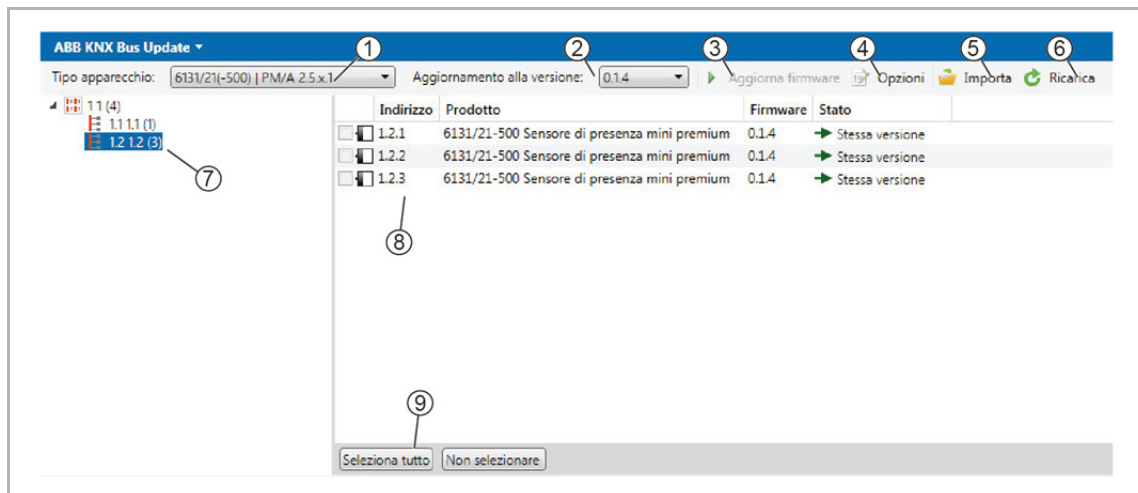 ABB KNX Bus Update
1 2 3 4 5 6
Tipo apparecchio: 6131/21(-500) | PM/A 2.5.x.1 Aggiornamento alla versione: 0.1.4 Aggiorna firmware Opzioni Importa Ricarica
1 1 (4)
1.1 1.1 (1)
1.2 1.2 (3)
7
Indirizzo Prodotto Firmware Stato
1.2.1 6131/21-500 Sensore di presenza mini premium 0.1.4 Stessa versione
1.2.2 6131/21-500 Sensore di presenza mini premium 0.1.4 Stessa versione
1.2.3 6131/21-500 Sensore di presenza mini premium 0.1.4 Stessa versione
8
9
Seleziona tutto Non selezionare